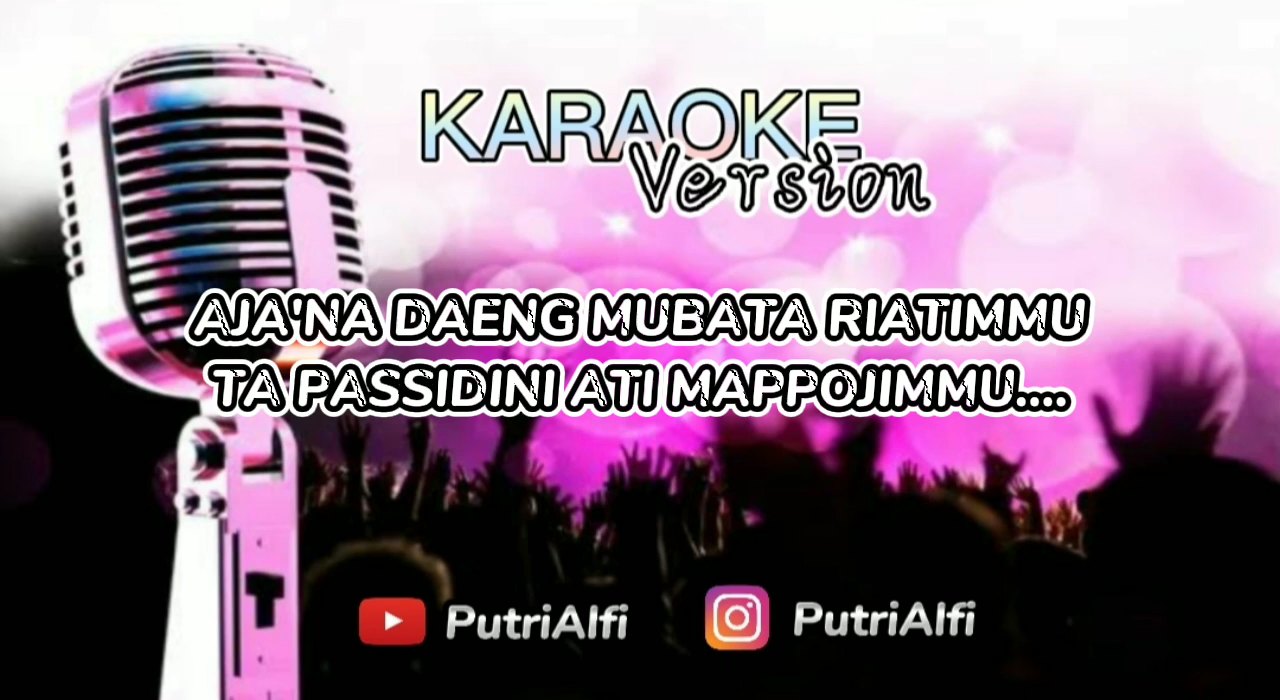 KARAOKE
Version
AJA'NA DAENG MUBATA RIATIMMU
TA PASSIDINI ATI MAPPOJIMMU....
PutriAlfi PutriAlfi